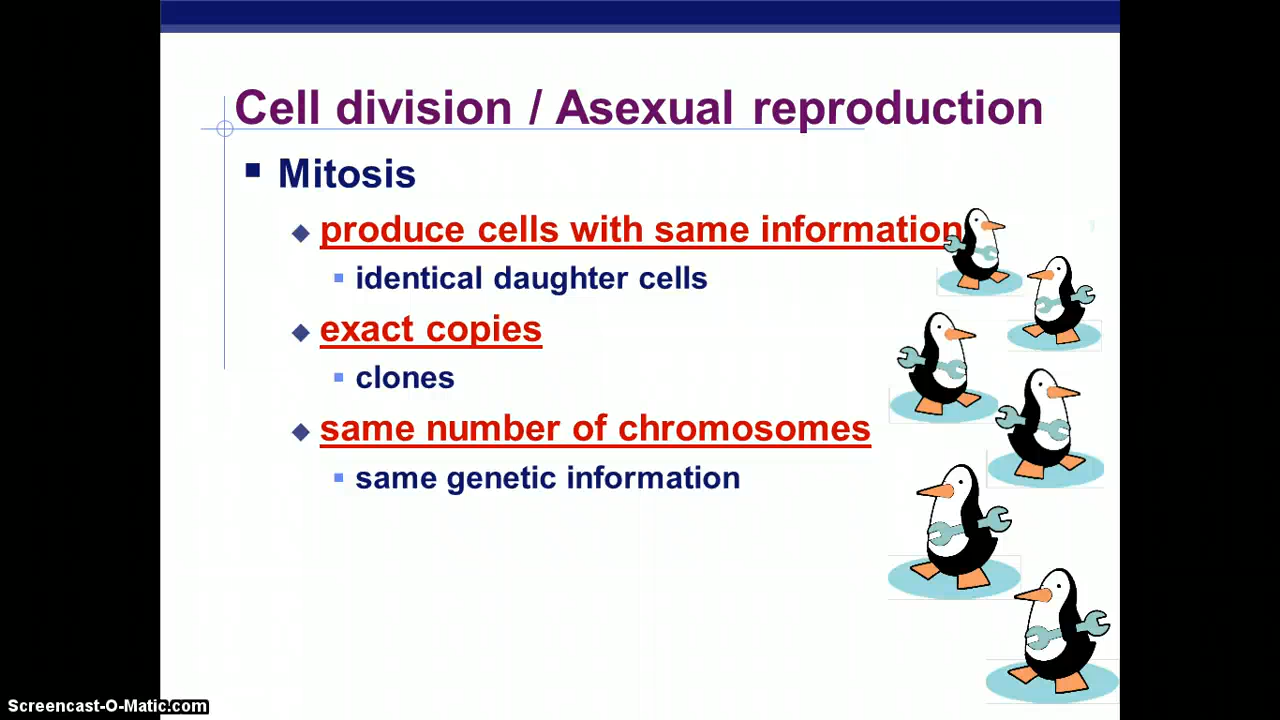 Cell division / Asexual reproduction
Mitosis
produce cells with same information
identical daughter cells
exact copies
clones
same number of chromosomes
same genetic information
Screencast-O-Matic.com